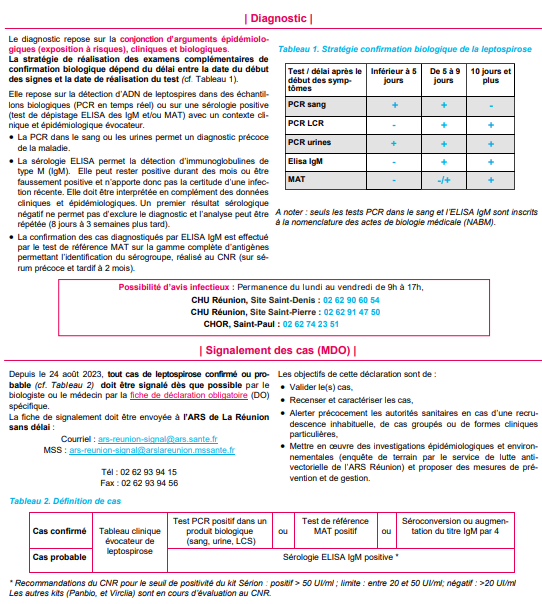 | Diagnostic |
Le diagnostic repose sur la conjonction d'arguments épidémiolo-
giques (exposition à risques), cliniques et biologiques.
La stratégie de réalisation des examens complémentaires de
confirmation biologique dépend du délai entre la date du début
des signes et la date de réalisation du test (cf. Tableau 1).
Elle repose sur la détection d'ADN de leptospires dans des échantil-
lons biologiques (PCR en temps réel) ou sur une sérologie positive
(test de dépistage ELISA des IgM et/ou MAT) avec un contexte cli-
nique et épidémiologique évocateur.
• La PCR dans le sang ou les urines permet un diagnostic précoce
de la maladie.
• La sérologie ELISA permet la détection d'immunoglobulines de
type M (IgM). Elle peut rester positive durant des mois ou être
faussement positive et n'apporte donc pas la certitude d'une infec-
tion récente. Elle doit être interprétée en complément des données
cliniques et épidémiologiques. Un premier résultat sérologique
négatif ne permet pas d'exclure le diagnostic et l'analyse peut être
répétée (8 jours à 3 semaines plus tard).
• La confirmation des cas diagnostiqués par ELISA IgM est effectué
par le test de référence MAT sur la gamme complète d'antigènes
permettant l'identification du sérogroupe, réalisé au CNR (sur sé-
rum précoce et tardif à 2 mois).
Tableau 1. Stratégie confirmation biologique de la leptospirose
Test / délai après le début des symp-tômes | Inférieur à 5 jours | De 5 à 9 jours | 10 jours et plus
PCR sang + + -
PCR LCR - + +
PCR urines + + +
Elisa IgM - + +
MAT - -/+ +
A noter : seuls les tests PCR dans le sang et l'ELISA IgM sont inscrits
à la nomenclature des actes de biologie médicale (NABM).
Possibilité d'avis infectieux : Permanence du lundi au vendredi de 9h à 17h,
CHU Réunion, Site Saint-Denis : 02 62 90 60 54
CHU Réunion, Site Saint-Pierre : 02 62 91 47 50
CHOR, Saint-Paul : 02 62 74 23 51
| Signalement des cas (MDO) |
Depuis le 24 août 2023, tout cas de leptospirose confirmé ou pro-
bable (cf. Tableau 2) doit être signalé dès que possible par le
biologiste ou le médecin par la fiche de déclaration obligatoire (DO)
spécifique.
La fiche de signalement doit être envoyée à l'ARS de La Réunion
sans délai :
Courriel : ars-reunion-signal@ars.sante.fr
MSS : ars-reunion-signal@arslareunion.mssante.fr
Tél : 02 62 93 94 15
Fax : 02 62 93 94 56
Les objectifs de cette déclaration sont de :
• Valider le(s) cas,
• Recenser et caractériser les cas,
• Alerter précocement les autorités sanitaires en cas d'une recru-
descence inhabituelle, de cas groupés ou de formes cliniques
particulières,
• Mettre en œuvre des investigations épidémiologiques et environ-
nementales (enquête de terrain par le service de lutte anti-
vectorielle de l'ARS Réunion) et proposer des mesures de pré-
vention et de gestion.
Tableau 2. Définition de cas
Cas confirmé | Tableau clinique évocateur de leptospirose | Test PCR positif dans un produit biologique (sang, urine, LCS) | ou | Test de référence MAT positif | ou | Séroconversion ou augmen-tation du titre IgM par 4
Cas probable | Sérologie ELISA IgM positive *
* Recommandations du CNR pour le seuil de positivité du kit Sérion : positif > 50 UI/ml ; limite : entre 20 et 50 UI/ml; négatif : >20 UI/ml
Les autres kits (Panbio, et Virclia) sont en cours d'évaluation au CNR.